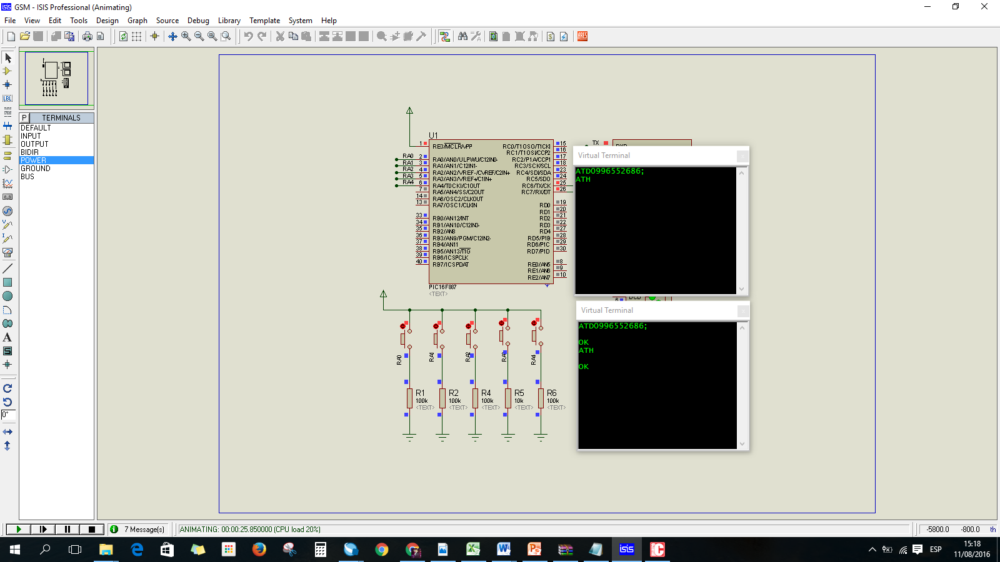 GSM - ISIS Professional (Animating)
File View Edit Tools Design Graph Source Debug Library Template System Help
LBL
A
S
0°
P TERMINALS
DEFAULT
INPUT
OUTPUT
BIDIR
POWER
GROUND
BUS
U1
1 RE3/MCLR/VPP
RA0 2 RA0/AN0/ULPWU/C12IN0-
RA1 3 RA1/AN1/C12IN1-
RA2 4 RA2/AN2/VREF-/CVREF/C2IN+
RA3 5 RA3/AN3/VREF+/C1IN+
RA4 6 RA4/T0CKI/C1OUT
7 RA5/AN4/SS/C2OUT
14 RA6/OSC2/CLKOUT
13 RA7/OSC1/CLKIN
33 RB0/AN12/INT
34 RB1/AN10/C12IN3-
35 RB2/AN8
36 RB3/AN9/PGM/C12IN2-
37 RB4/AN11
38 RB5/AN13/T1G
39 RB6/ICSPCLK
40 RB7/ICSPDAT
RC0/T1OSO/T1CKI 15
RC1/T1OSI/CCP2 16
RC2/P1A/CCP1 17
RC3/SCK/SCL 18
RC4/SDI/SDA 23
RC5/SDO 24
RC6/TX/CK 25
RC7/RX/DT 26
RD0 19
RD1 20
RD2 21
RD3 22
RD4 27
RD5/P1B 28
RD6/P1C 29
RD7/P1D 30
RE0/AN5 8
RE1/AN6 9
RE2/AN7 10
PIC16F887
<TEXT>
TX
Virtual Terminal
ATD0996552686;
ATH
6 DCD
Virtual Terminal
ATD0996552686;
OK
ATH
OK
RA0 RA1 RA2 RA3 RA4
R1 R2 R4 R5 R6
100k 100k 100k 10k 100k
<TEXT> <TEXT> <TEXT> <TEXT> <TEXT>
7 Message(s)
ANIMATING: 00:00:25.850000 (CPU load 20%)
-5800.0 -800.0 th
ESP
15:18
11/08/2016